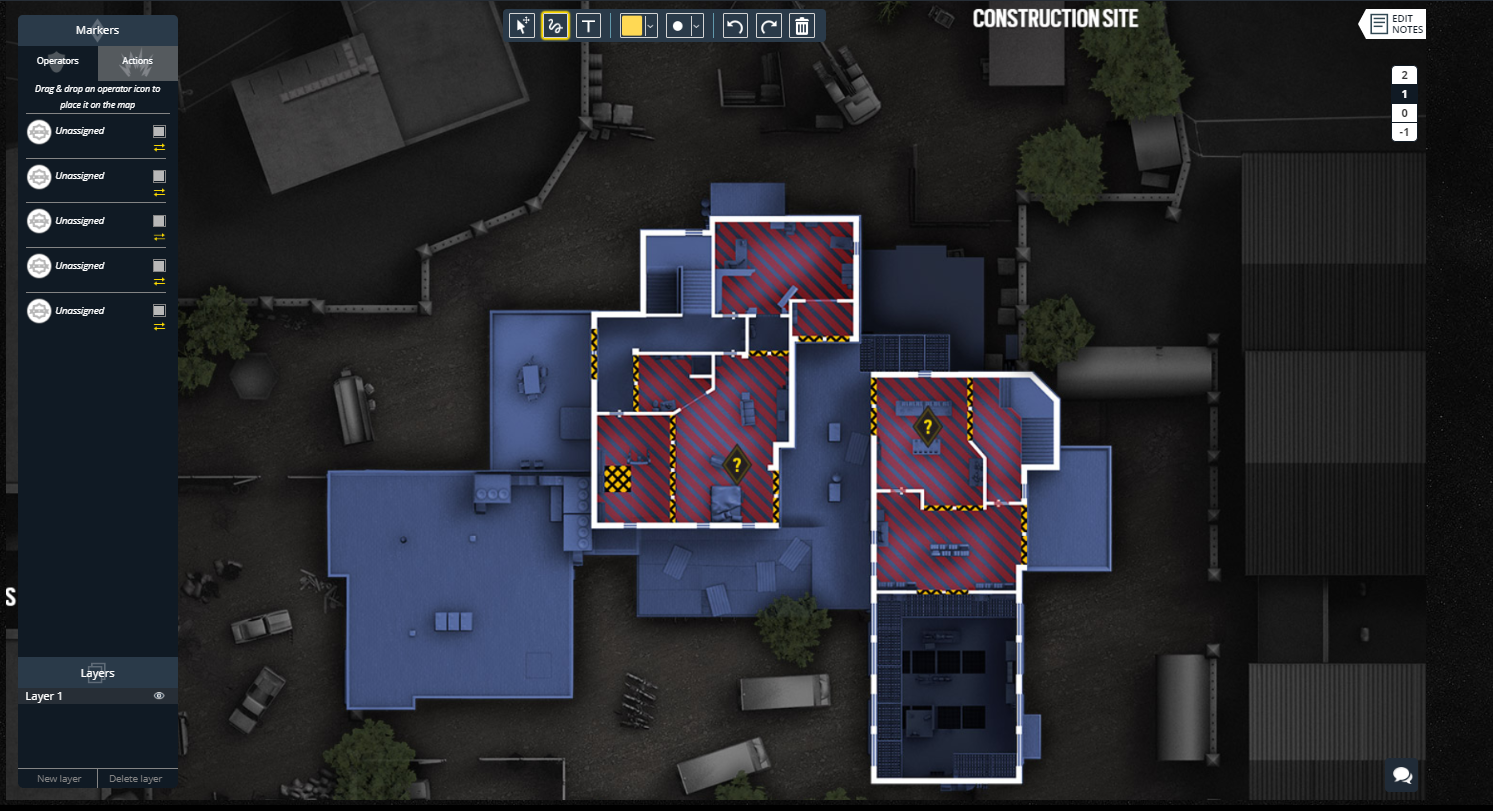 Markers
Operators
Actions
Drag & drop an operator icon to
place it on the map
Unassigned
Unassigned
Unassigned
Unassigned
Unassigned
Layers
Layer 1
New layer
Delete layer
T
CONSTRUCTION SITE
EDIT
NOTES
2
1
0
-1
?
?
S